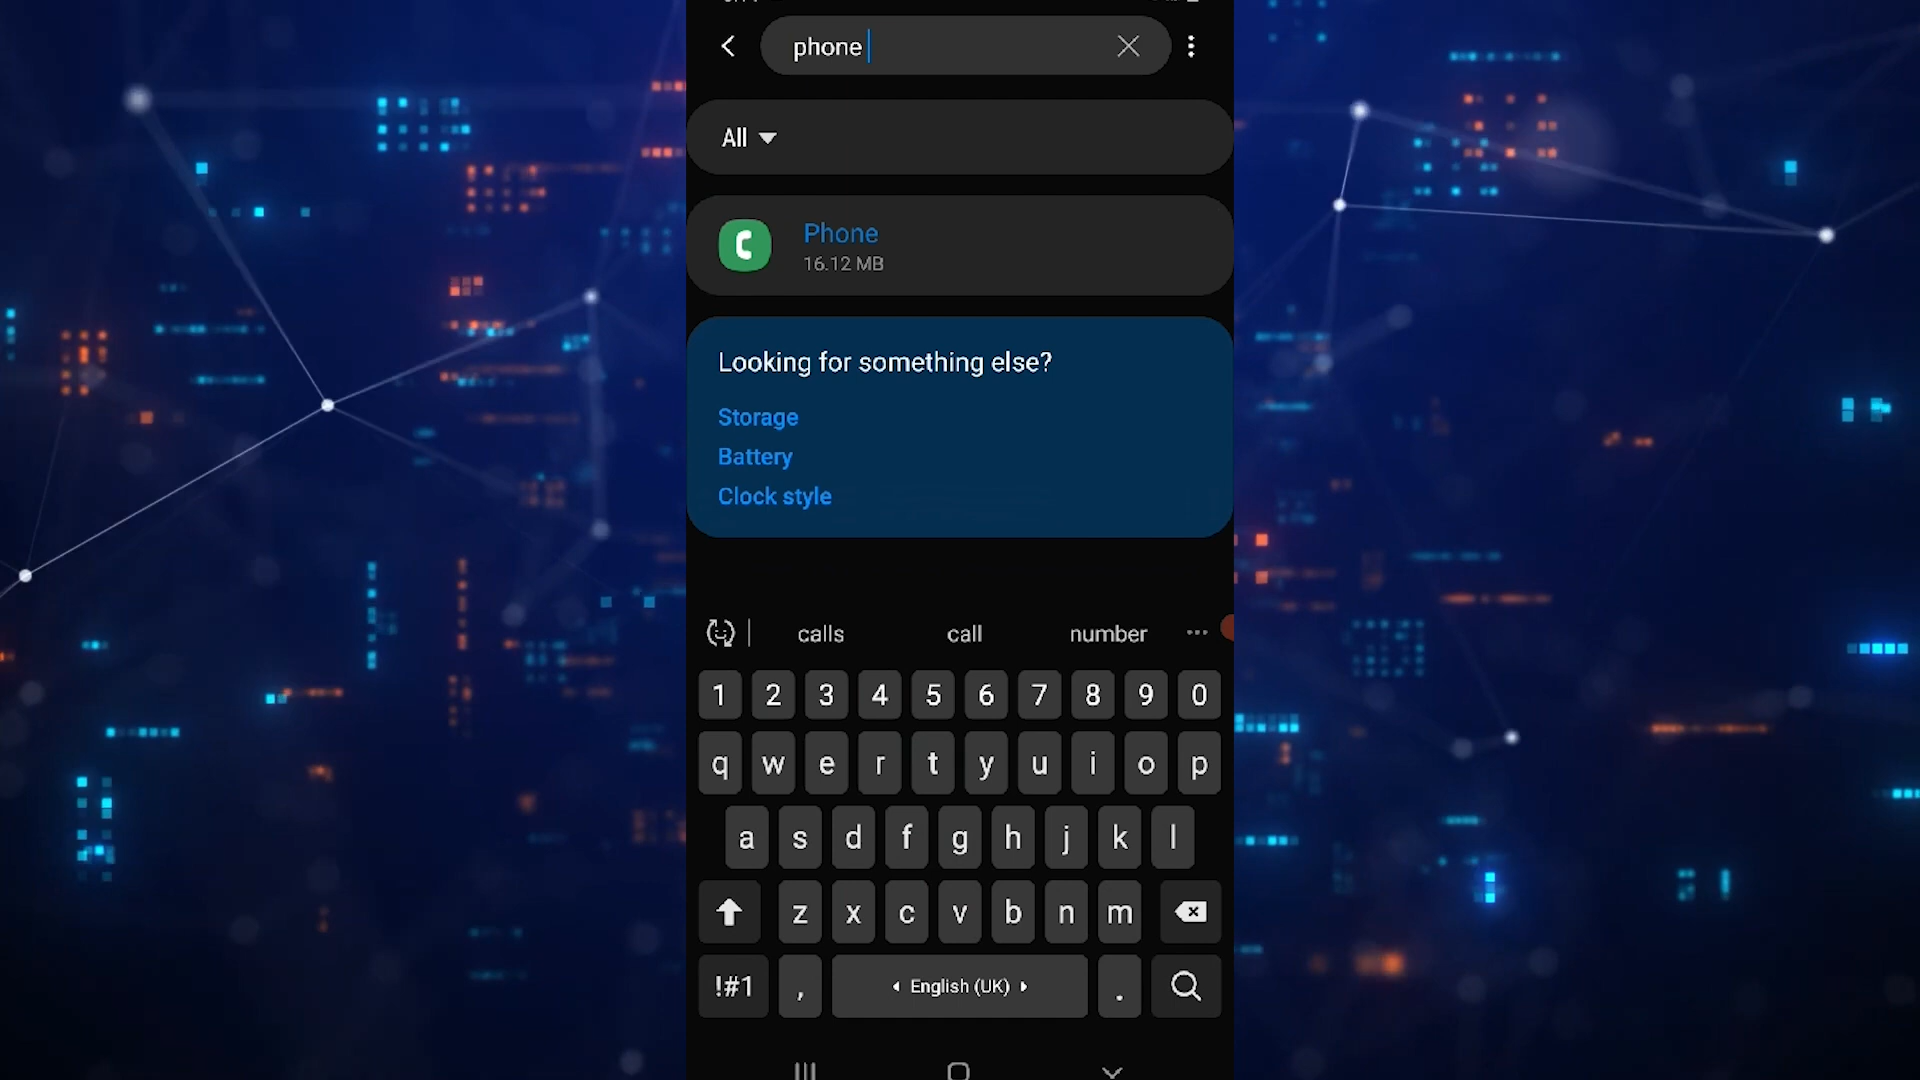 phone
All
Phone
16.12 MB
Looking for something else?
Storage
Battery
Clock style
calls call number
1 2 3 4 5 6 7 8 9 0
q w e r t y u i o p
a s d f g h j k l
z x c v b n m
!#1 , English (UK) .